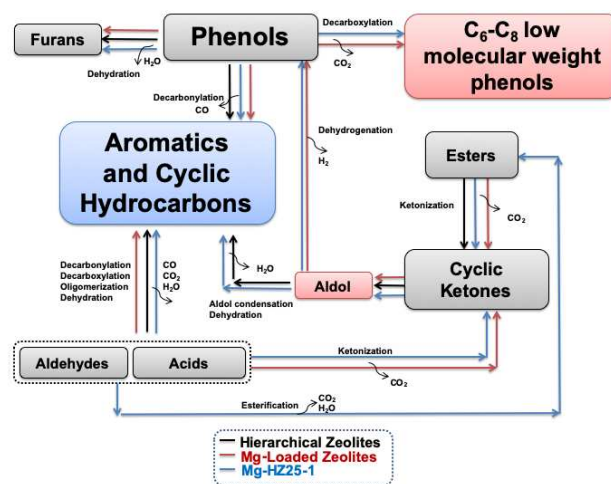 Furans
Phenols
Decarboxylation
CO₂
C₆-C₈ low
molecular weight
phenols
H₂O
Dehydration
Decarbonylation
CO
Aromatics
and Cyclic
Hydrocarbons
Dehydrogenation
H₂
Esters
Ketonization
CO₂
Cyclic
Ketones
Aldol
H₂O
Aldol condensation
Dehydration
Decarbonylation
Decarboxylation
Oligomerization
Dehydration
CO
CO₂
H₂O
Aldehydes
Acids
Ketonization
CO₂
Esterification
CO₂
H₂O
Hierarchical Zeolites
Mg-Loaded Zeolites
Mg-HZ25-1